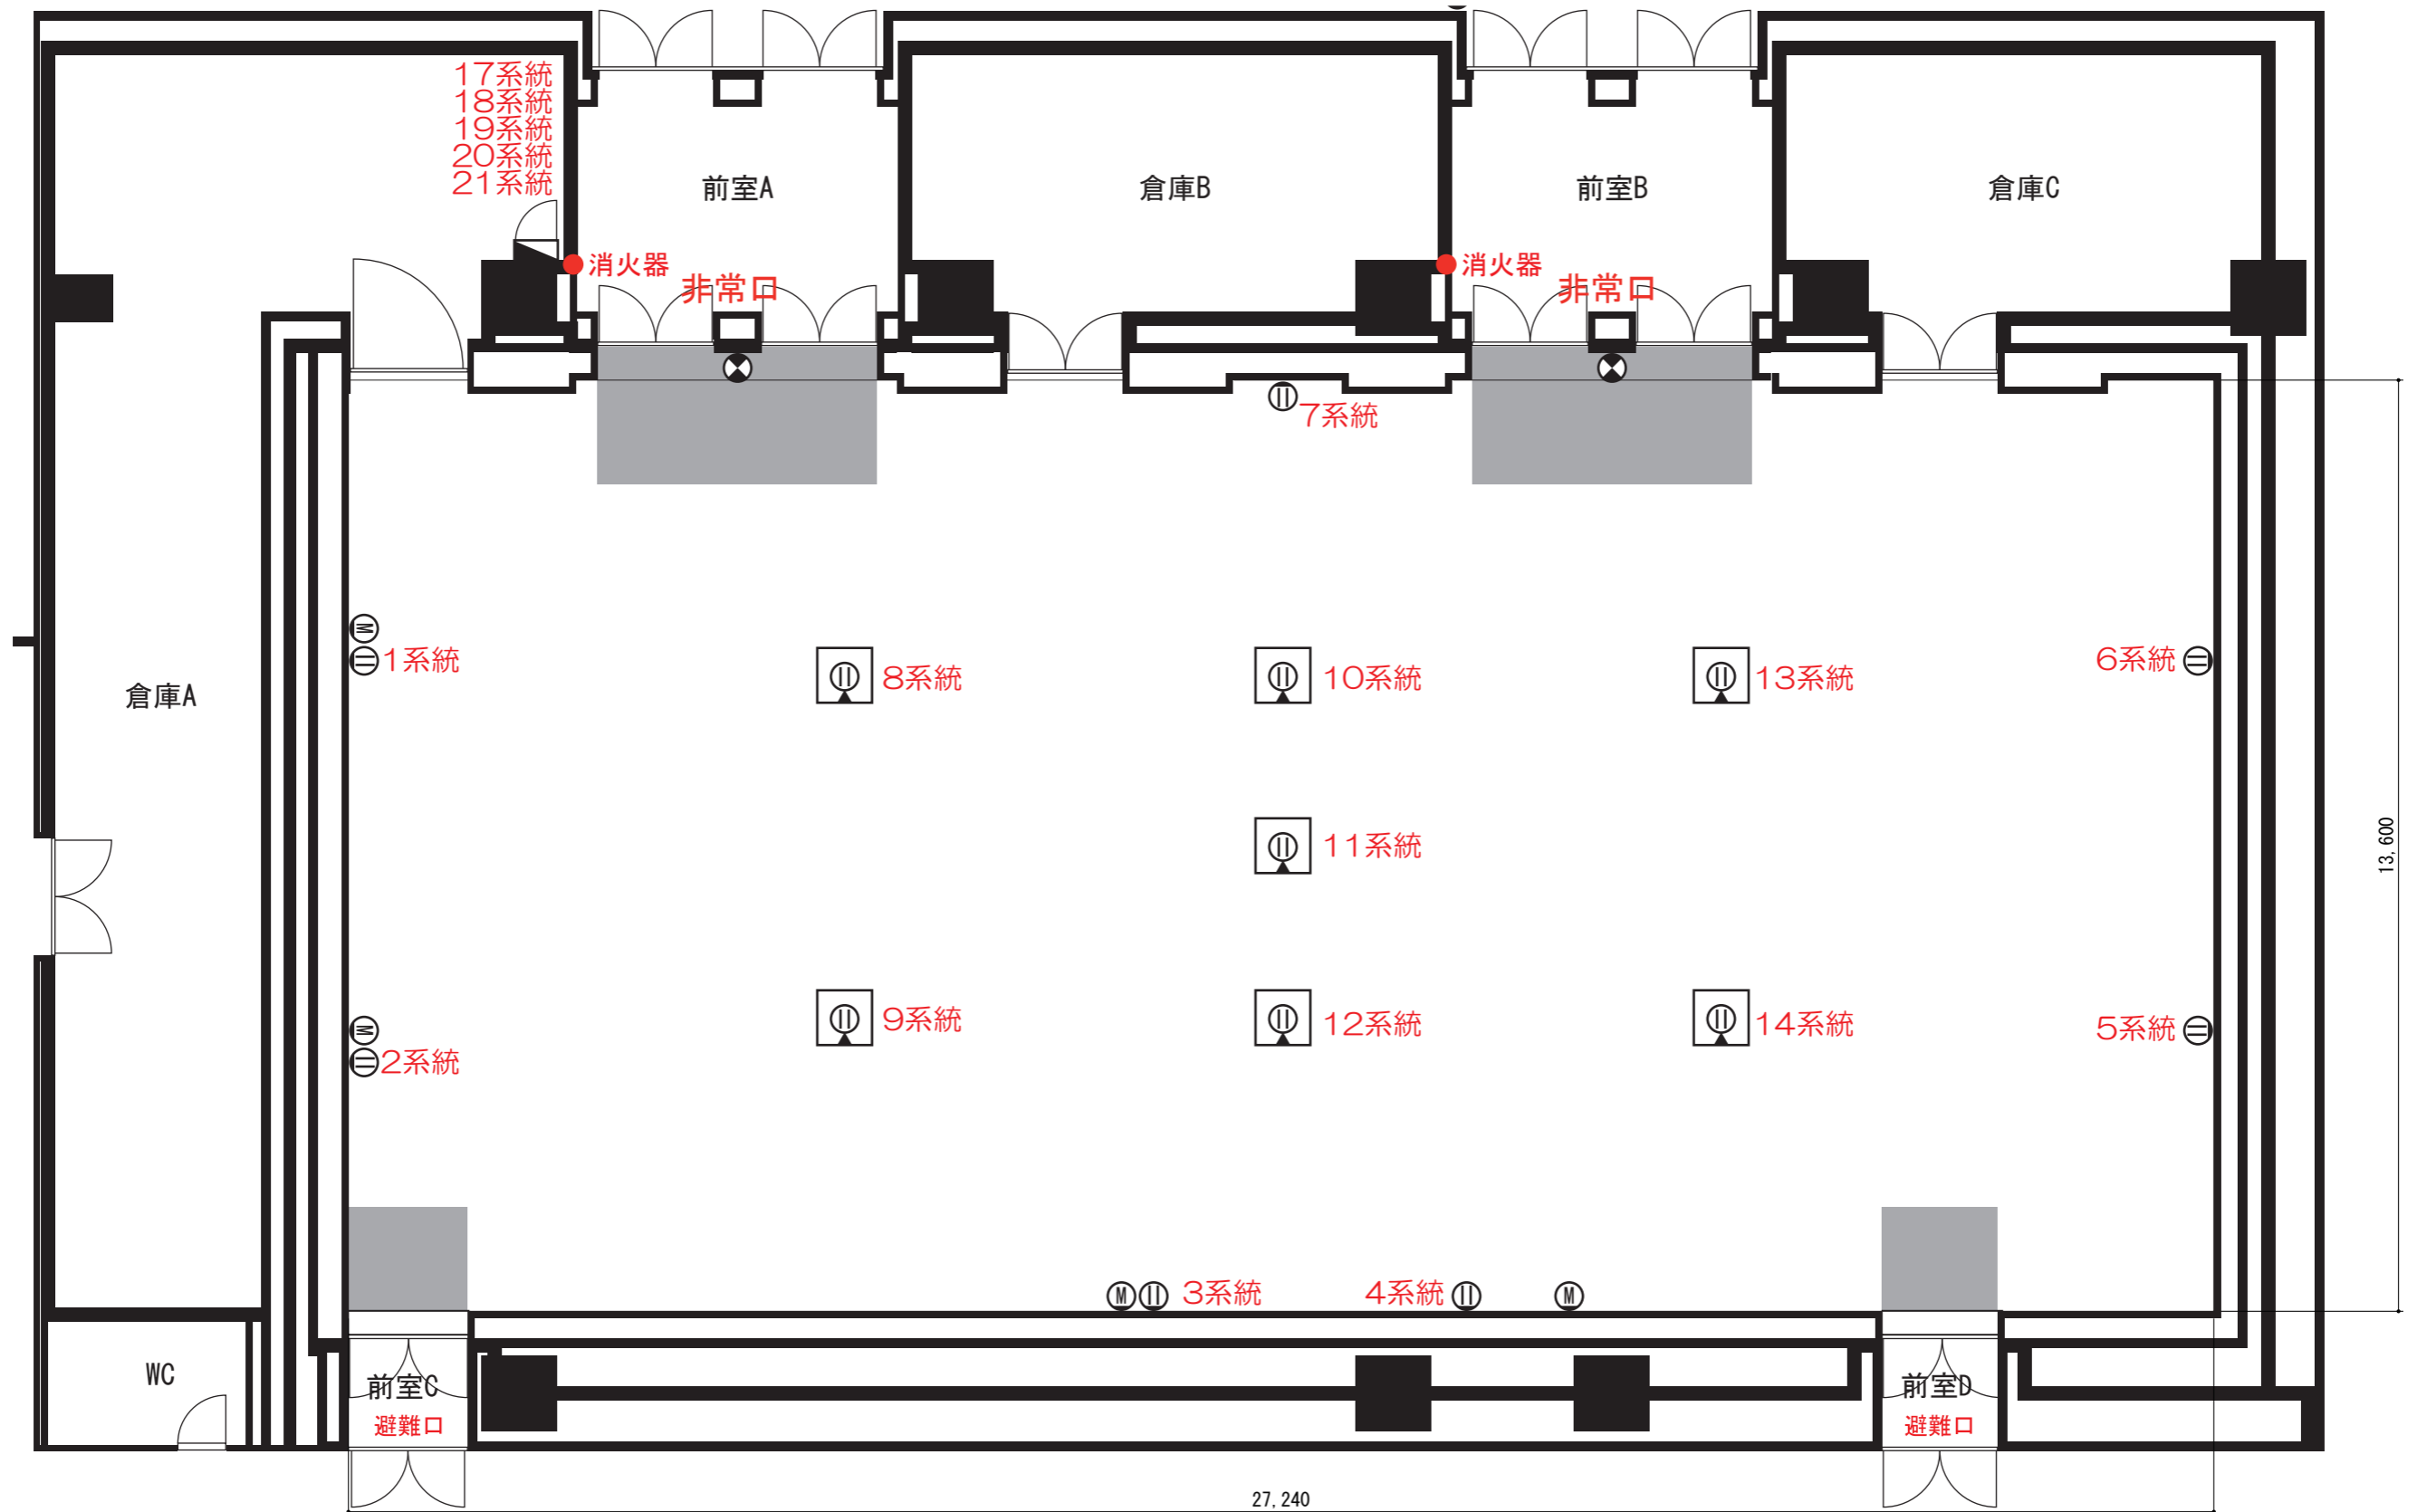 17系統
18系統
19系統
20系統
21系統
前室A
倉庫B
前室B
倉庫C
消火器
非常口
消火器
非常口
7系統
M
1系統
8系統
10系統
13系統
6系統
倉庫A
11系統
13,600
M
2系統
9系統
12系統
14系統
5系統
M
3系統
4系統
M
WC
前室C
避難口
前室D
避難口
27,240